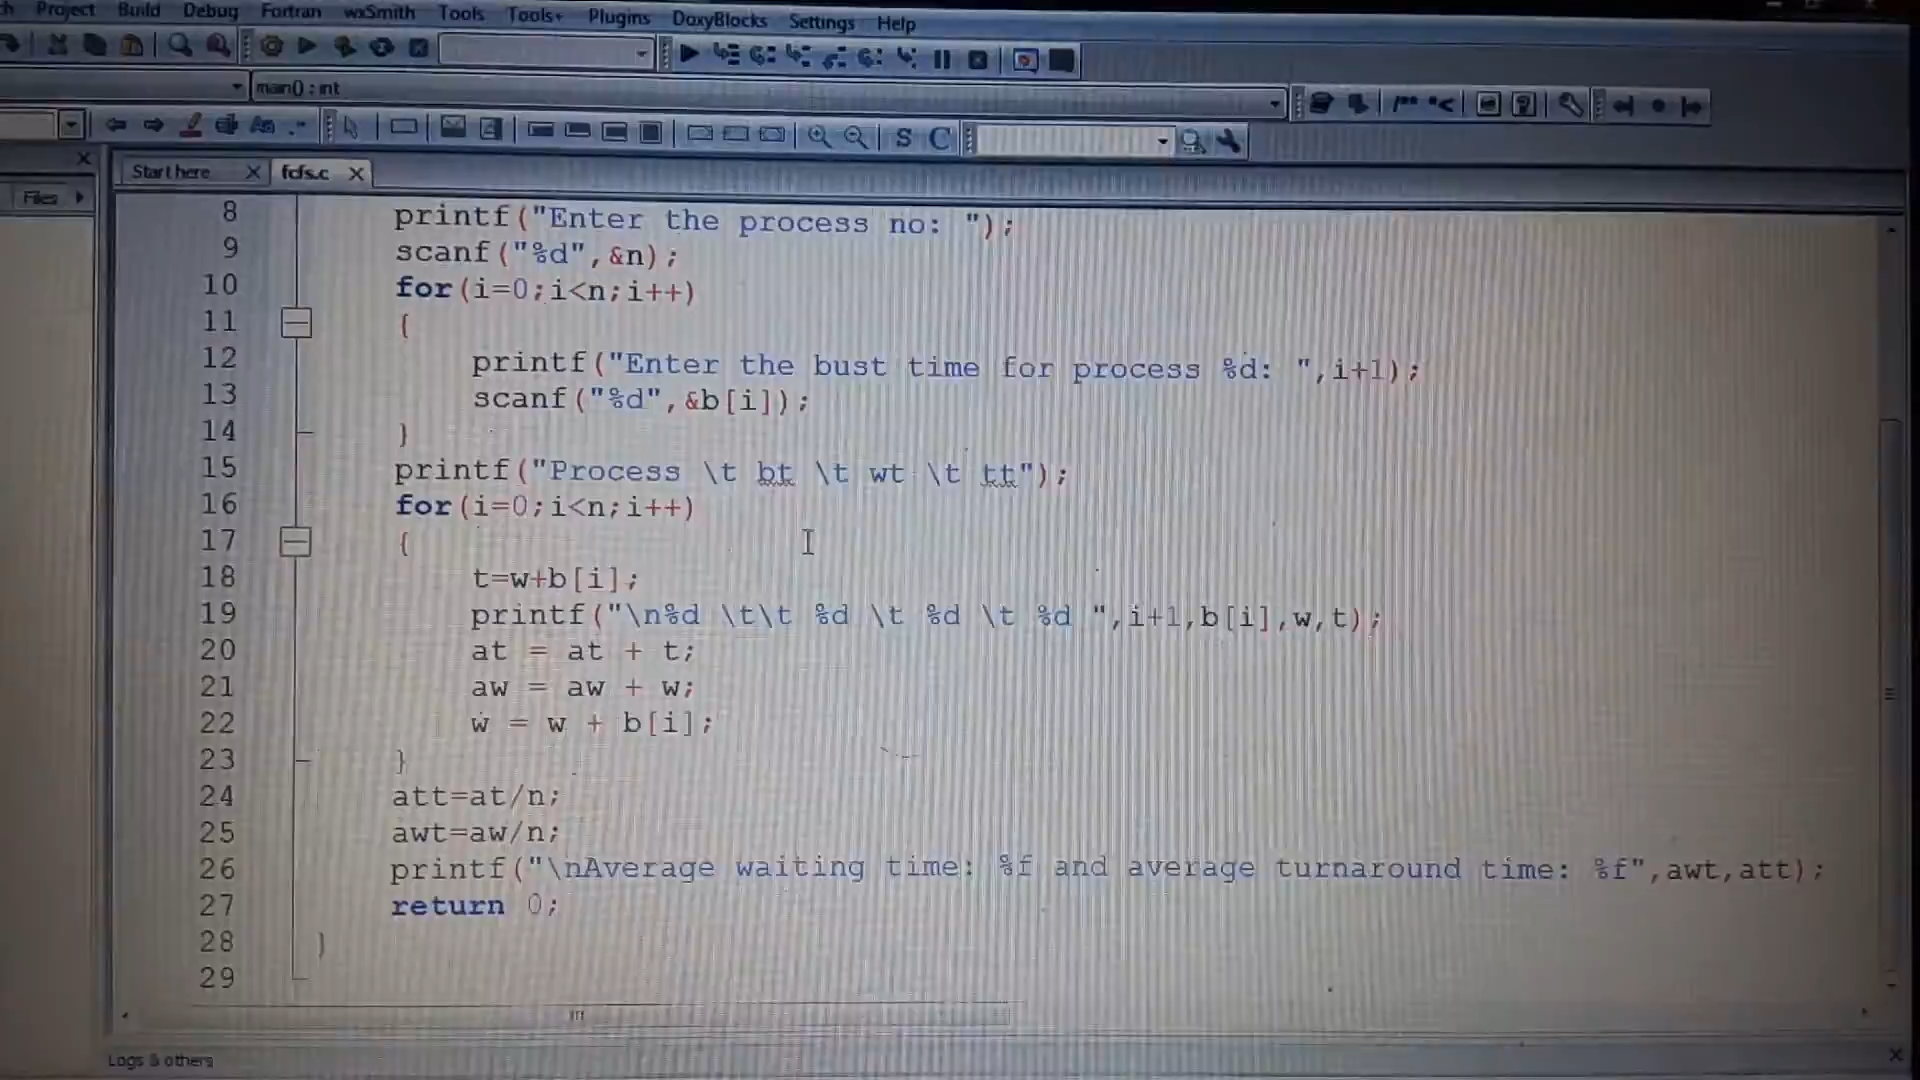 Project Build Debug Fortran wxSmith Tools Tools+ Plugins DoxyBlocks Settings Help
main() : int
S C
Start here fcfs.c
Files
8 printf("Enter the process no: ");
9 scanf("%d",&n);
10 for(i=0;i<n;i++)
11 {
12 printf("Enter the bust time for process %d: ",i+1);
13 scanf("%d",&b[i]);
14 }
15 printf("Process \t bt \t wt \t tt");
16 for(i=0;i<n;i++)
17 {
18 t=w+b[i];
19 printf("\n%d \t\t %d \t %d \t %d ",i+1,b[i],w,t);
20 at = at + t;
21 aw = aw + w;
22 w = w + b[i];
23 }
24 att=at/n;
25 awt=aw/n;
26 printf("\nAverage waiting time: %f and average turnaround time: %f",awt,att);
27 return 0;
28 }
29
Logs & others